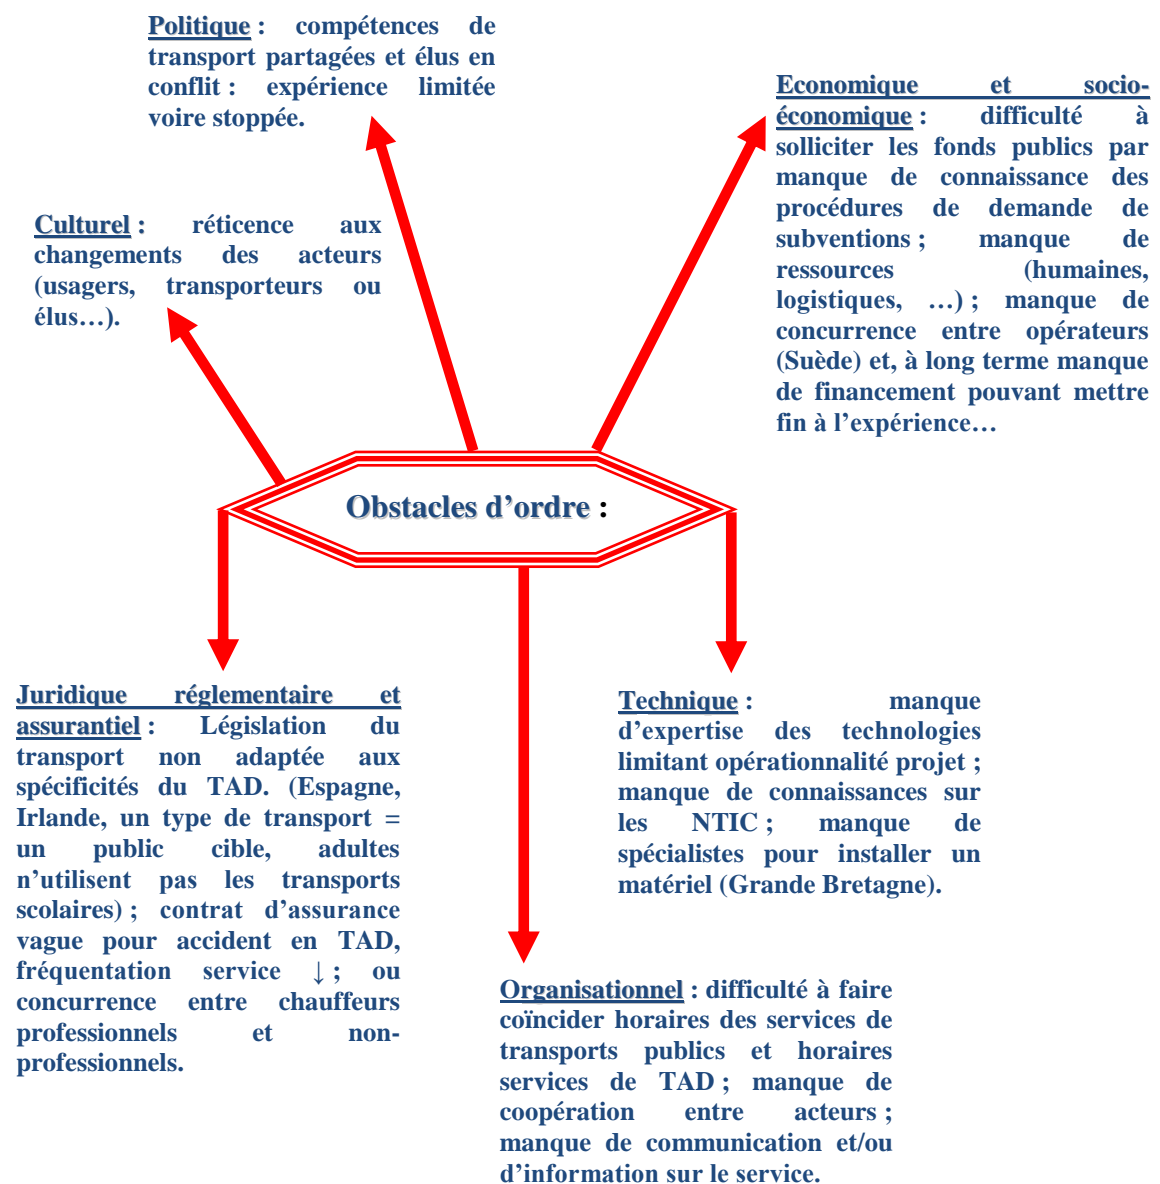 Politique : compétences de
transport partagées et élus en
conflit : expérience limitée
voire stoppée.
Economique et socio-
économique : difficulté à
solliciter les fonds publics par
manque de connaissance des
procédures de demande de
subventions ; manque de
ressources (humaines,
logistiques, …) ; manque de
concurrence entre opérateurs
(Suède) et, à long terme manque
de financement pouvant mettre
fin à l’expérience…
Culturel : réticence aux
changements des acteurs
(usagers, transporteurs ou
élus…).
Obstacles d’ordre :
Juridique réglementaire et
assurantiel : Législation du
transport non adaptée aux
spécificités du TAD. (Espagne,
Irlande, un type de transport =
un public cible, adultes
n’utilisent pas les transports
scolaires) ; contrat d’assurance
vague pour accident en TAD,
fréquentation service ↓ ; ou
concurrence entre chauffeurs
professionnels et non-
professionnels.
Technique : manque
d’expertise des technologies
limitant opérationnalité projet ;
manque de connaissances sur
les NTIC ; manque de
spécialistes pour installer un
matériel (Grande Bretagne).
Organisationnel : difficulté à faire
coïncider horaires des services de
transports publics et horaires
services de TAD ; manque de
coopération entre acteurs ;
manque de communication et/ou
d’information sur le service.